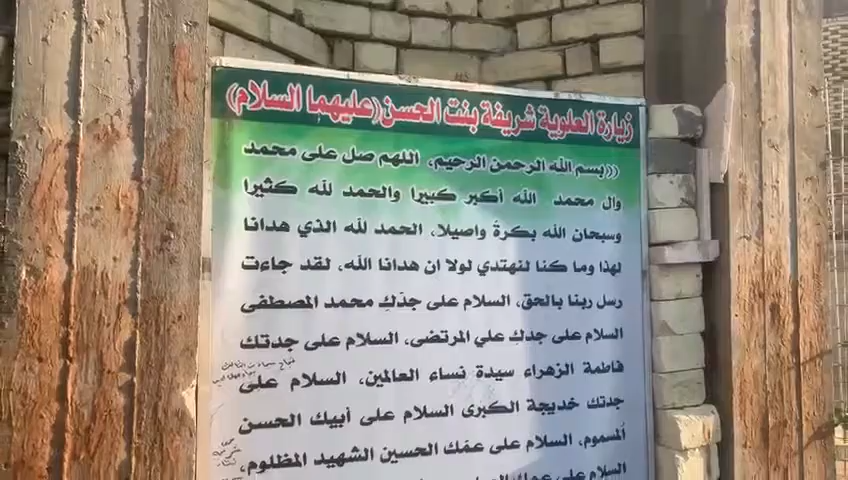 زيارة العلوية شريفة بنت الحسن(عليهما السلام)
((بسم الله الرحمن الرحيم، اللهم صل على محمد
وال محمد الله أكبر كبيرا والحمد لله كثيرا
وسبحان الله بكرةً واصيلا، الحمد لله الذي هدانا
لهذا وما كنا لنهتدي لولا ان هدانا الله، لقد جاءت
رسل ربنا بالحق، السلام على جدّكِ محمد المصطفى
السلام على جدكِ علي المرتضى، السلام على جدتك
فاطمة الزهراء سيدة نساء العالمين، السلام على
جدتك خديجة الكبرى السلام على أبيك الحسن
المسموم، السلام على عمّك الحسين الشهيد المظلوم،
السلام على عمك